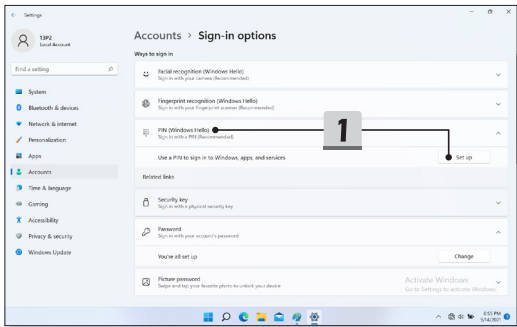 Settings
13P2
Local Account
Find a setting
System
Bluetooth & devices
Network & internet
Personalization
Apps
Accounts
Time & language
Gaming
Accessibility
Privacy & security
Windows Update
Accounts > Sign-in options
Ways to sign in
Facial recognition (Windows Hello)
Sign in with your camera (Recommended)
Fingerprint recognition (Windows Hello)
Sign in with your fingerprint scanner (Recommended)
PIN (Windows Hello)
Sign in with a PIN (Recommended)
1
Use a PIN to sign in to Windows, apps, and services
Set up
Related links
Security key
Sign in with a physical security key
Password
Sign in with your account's password
You're all set up
Change
Picture password
Swipe and tap your favorite photo to unlock your device
Activate Windows
Go to Settings to activate Windows.
6:55 PM
9/14/2021